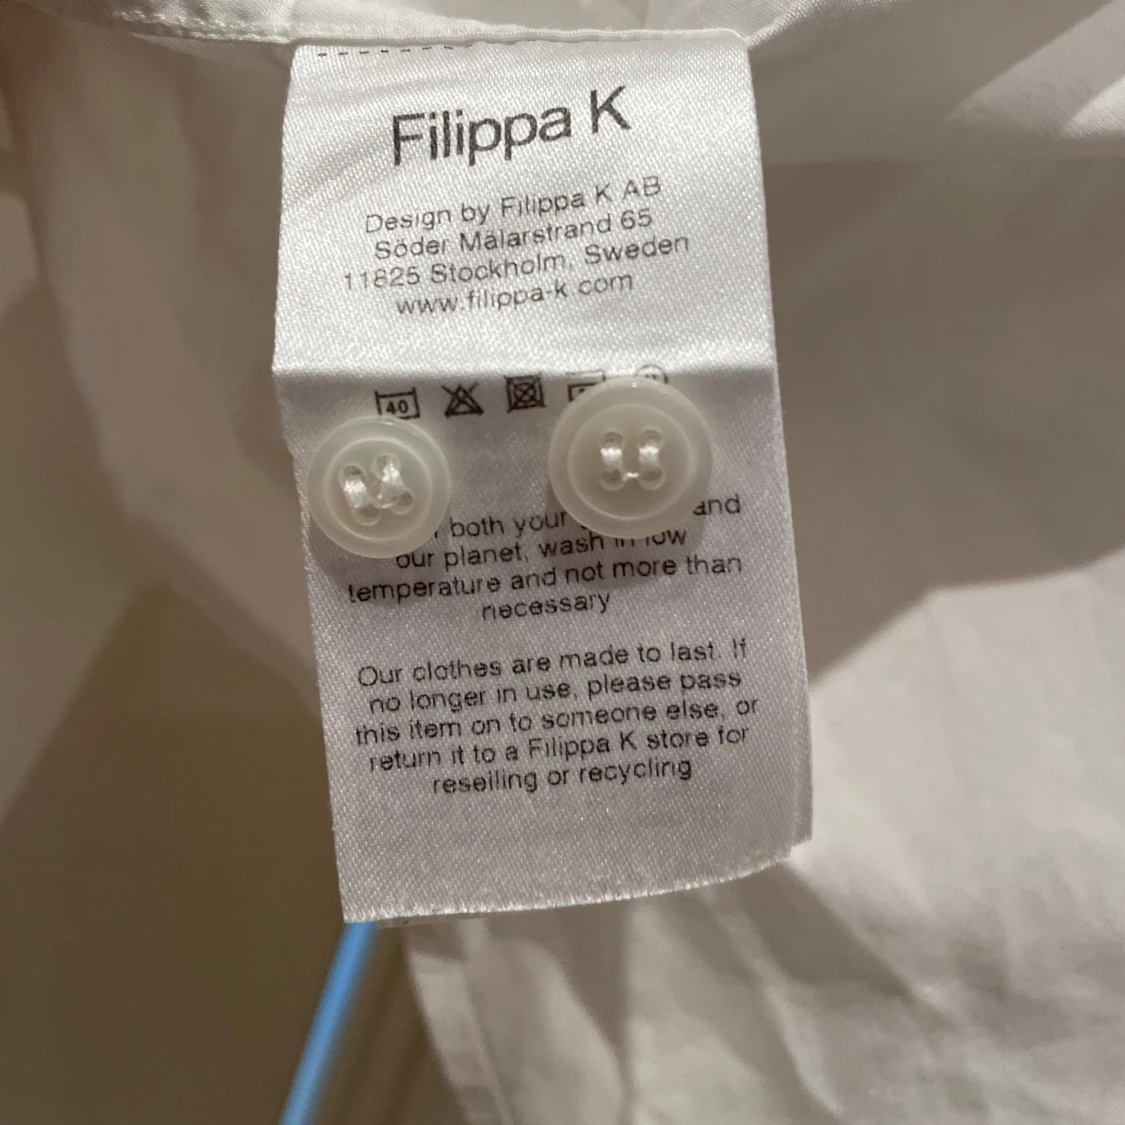 Filippa K
Design by Filippa K AB
Söder Mälarstrand 65
11825 Stockholm, Sweden
www.filippa-k.com
40
both your and
our planet, wash in low
temperature and not more than
necessary
Our clothes are made to last. If
no longer in use, please pass
this item on to someone else, or
return it to a Filippa K store for
reselling or recycling